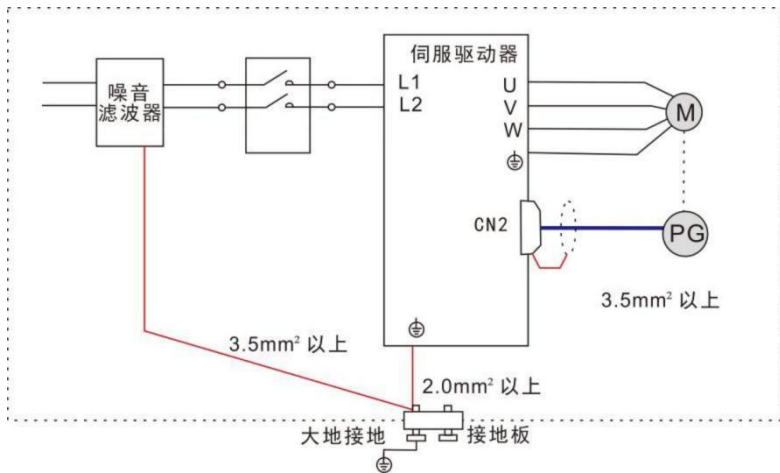 伺服驱动器
噪音
滤波器
L1
L2
U
V
W
M
CN2
PG
3.5mm² 以上
3.5mm² 以上
2.0mm² 以上
大地接地
接地板